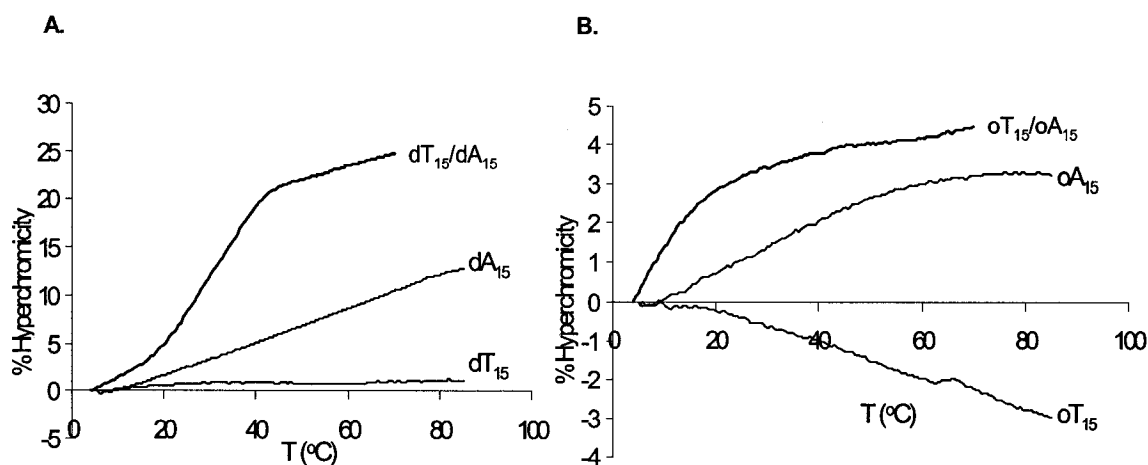 A.
% Hyperchromicity
30
25
20
15
10
5
0
-5
0 20 40 60 80 100
T (ºC)
dT₁₅/dA₁₅
dA₁₅
dT₁₅
B.
% Hyperchromicity
5
4
3
2
1
0
-1
-2
-3
-4
0 20 40 60 80 100
T (ºC)
oT₁₅/oA₁₅
oA₁₅
oT₁₅